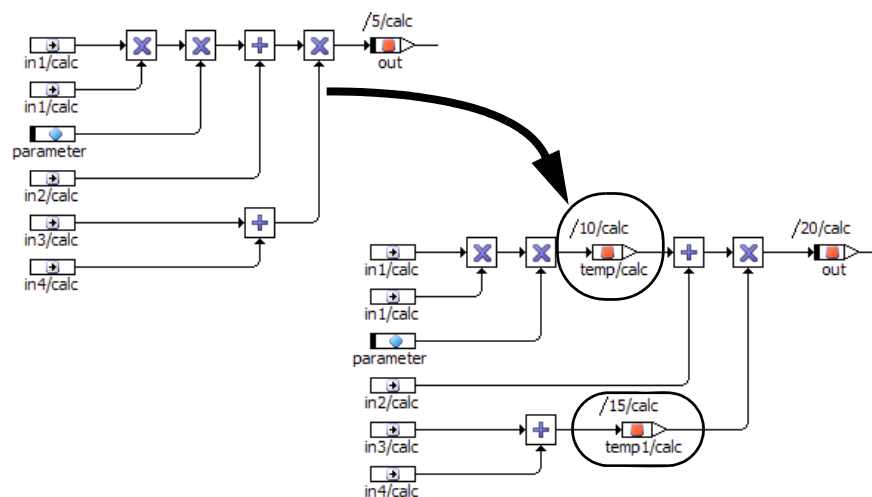 /5/calc
in1/calc
out
in1/calc
parameter
in2/calc
in3/calc
in4/calc
/10/calc
/20/calc
in1/calc
temp/calc
out
in1/calc
parameter
in2/calc
/15/calc
in3/calc
temp1/calc
in4/calc